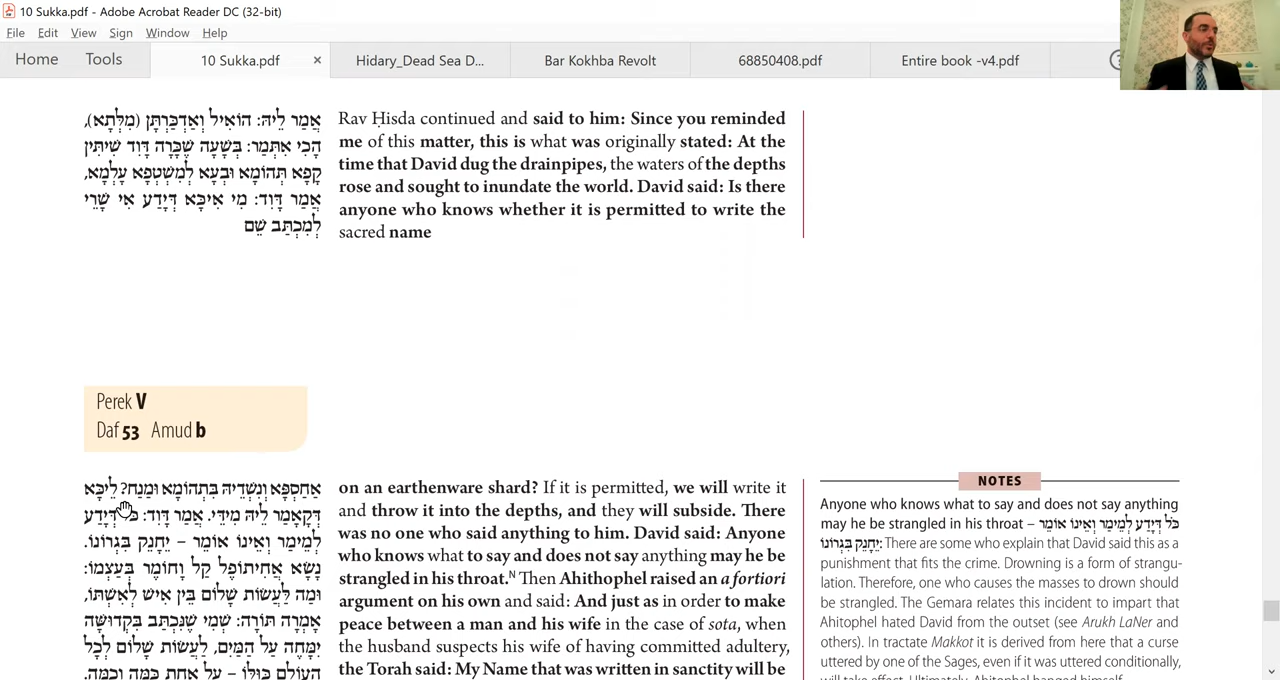 10 Sukka.pdf - Adobe Acrobat Reader DC (32-bit)
File Edit View Sign Window Help
Home Tools 10 Sukka.pdf × Hidary_Dead Sea D... Bar Kokhba Revolt 68850408.pdf Entire book -v4.pdf
אָמַר לֵיהּ: הוֹאִיל וְאַדְכַּרְתָּן (מִלְּתָא),
הָכִי אִתְּמַר: בְּשָׁעָה שֶׁכָּרָה דָּוִד שִׁיתִּין
קָפָא תְּהוֹמָא וּבְעָא לְמִשְׁטְפָא עָלְמָא,
אָמַר דָּוִד: מִי אִיכָּא דְּיָדַע אִי שָׁרֵי
לְמִכְתַּב שֵׁם
Rav Ḥisda continued and said to him: Since you reminded
me of this matter, this is what was originally stated: At the
time that David dug the drainpipes, the waters of the depths
rose and sought to inundate the world. David said: Is there
anyone who knows whether it is permitted to write the
sacred name
Perek V
Daf 53 Amud b
אַחַסְפָּא וְנִשְׁדֵּיהּ בִּתְהוֹמָא וּמַנַּח? לֵיכָּא
דְּקָאָמַר לֵיהּ מִידֵּי. אָמַר דָּוִד: דְּיָדַע
לְמֵימַר וְאֵינוֹ אוֹמֵר – יֵחָנֵק בִּגְרוֹנוֹ.
נָשָׂא אֲחִיתוֹפֶל קַל וָחוֹמֶר בְּעַצְמוֹ:
וּמָה לַעֲשׂוֹת שָׁלוֹם בֵּין אִישׁ לְאִשְׁתּוֹ,
אָמְרָה תּוֹרָה: שְׁמִי שֶׁנִּכְתַּב בִּקְדוּשָּׁה
יִמָּחֶה עַל הַמַּיִם, לַעֲשׂוֹת שָׁלוֹם לְכָל
הָעוֹלָם כּוּלּוֹ – עַל אַחַת כַּמָּה וְכַמָּה.
on an earthenware shard? If it is permitted, we will write it
and throw it into the depths, and they will subside. There
was no one who said anything to him. David said: Anyone
who knows what to say and does not say anything may he be
strangled in his throat.N Then Ahithophel raised an a fortiori
argument on his own and said: And just as in order to make
peace between a man and his wife in the case of sota, when
the husband suspects his wife of having committed adultery,
the Torah said: My Name that was written in sanctity will be
NOTES
Anyone who knows what to say and does not say anything
may he be strangled in his throat – כֹּל דְּיָדַע לְמֵימַר וְאֵינוֹ אוֹמֵר
יֵחָנֵק בִּגְרוֹנוֹ: There are some who explain that David said this as a
punishment that fits the crime. Drowning is a form of strangu-
lation. Therefore, one who causes the masses to drown should
be strangled. The Gemara relates this incident to impart that
Ahitophel hated David from the outset (see Arukh LaNer and
others). In tractate Makkot it is derived from here that a curse
uttered by one of the Sages, even if it was uttered conditionally,
will take effect. Ultimately, Ahitophel hanged himself.